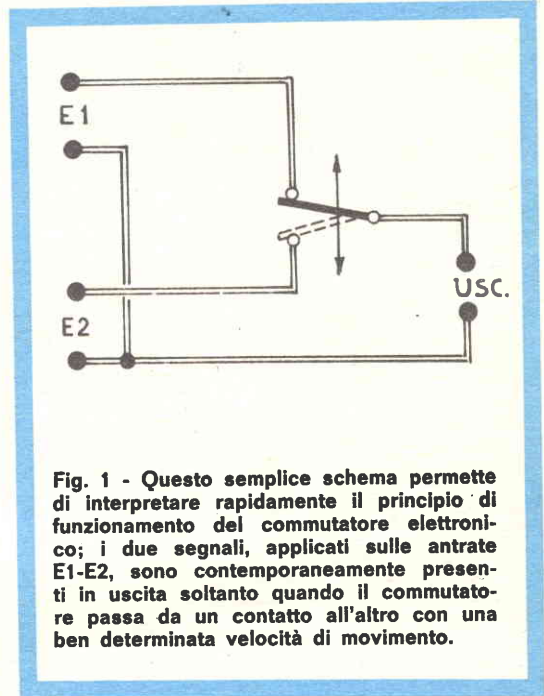 E1
E2
USC.
Fig. 1 - Questo semplice schema permette
di interpretare rapidamente il principio di
funzionamento del commutatore elettroni-
co; i due segnali, applicati sulle antrate
E1-E2, sono contemporaneamente presen-
ti in uscita soltanto quando il commutato-
re passa da un contatto all'altro con una
ben determinata velocità di movimento.